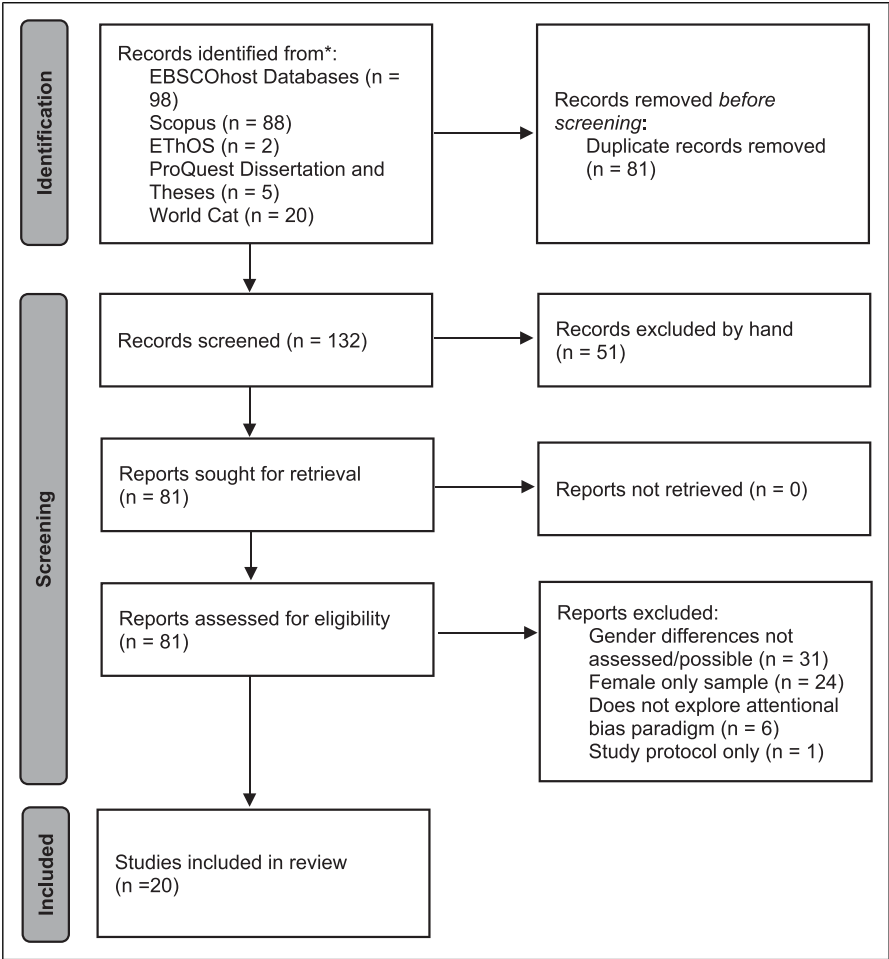 Identification
Records identified from*:
EBSCOhost Databases (n =
98)
Scopus (n = 88)
EThOS (n = 2)
ProQuest Dissertation and
Theses (n = 5)
World Cat (n = 20)
Records removed before
screening:
Duplicate records removed
(n = 81)
Screening
Records screened (n = 132)
Records excluded by hand
(n = 51)
Reports sought for retrieval
(n = 81)
Reports not retrieved (n = 0)
Reports assessed for eligibility
(n = 81)
Reports excluded:
Gender differences not
assessed/possible (n = 31)
Female only sample (n = 24)
Does not explore attentional
bias paradigm (n = 6)
Study protocol only (n = 1)
Included
Studies included in review
(n =20)